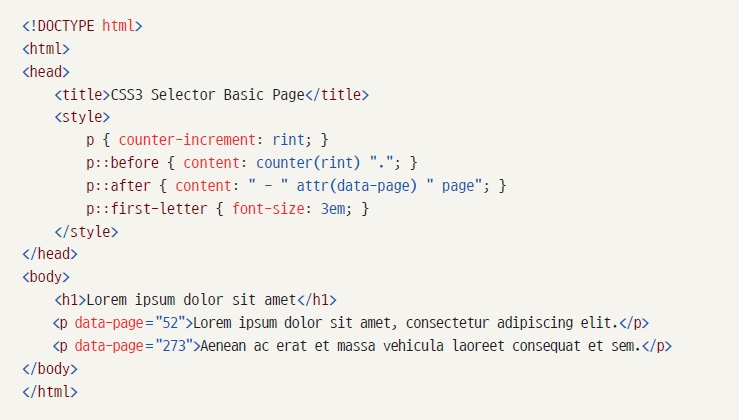 <!DOCTYPE html>
<html>
<head>
    <title>CSS3 Selector Basic Page</title>
    <style>
        p { counter-increment: rint; }
        p::before { content: counter(rint) "."; }
        p::after { content: " - " attr(data-page) " page"; }
        p::first-letter { font-size: 3em; }
    </style>
</head>
<body>
    <h1>Lorem ipsum dolor sit amet</h1>
    <p data-page="52">Lorem ipsum dolor sit amet, consectetur adipiscing elit.</p>
    <p data-page="273">Aenean ac erat et massa vehicula laoreet consequat et sem.</p>
</body>
</html>